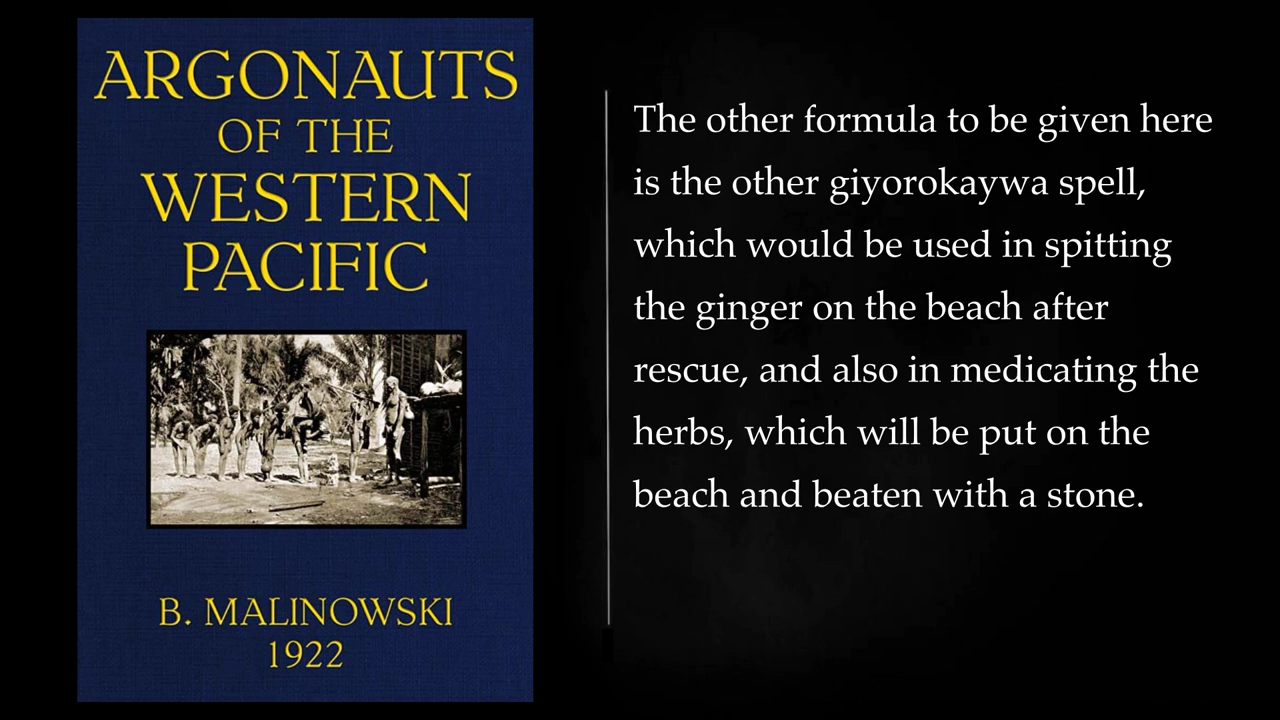 ARGONAUTS
OF THE
WESTERN
PACIFIC
B. MALINOWSKI
1922
The other formula to be given here
is the other giyorokaywa spell,
which would be used in spitting
the ginger on the beach after
rescue, and also in medicating the
herbs, which will be put on the
beach and beaten with a stone.